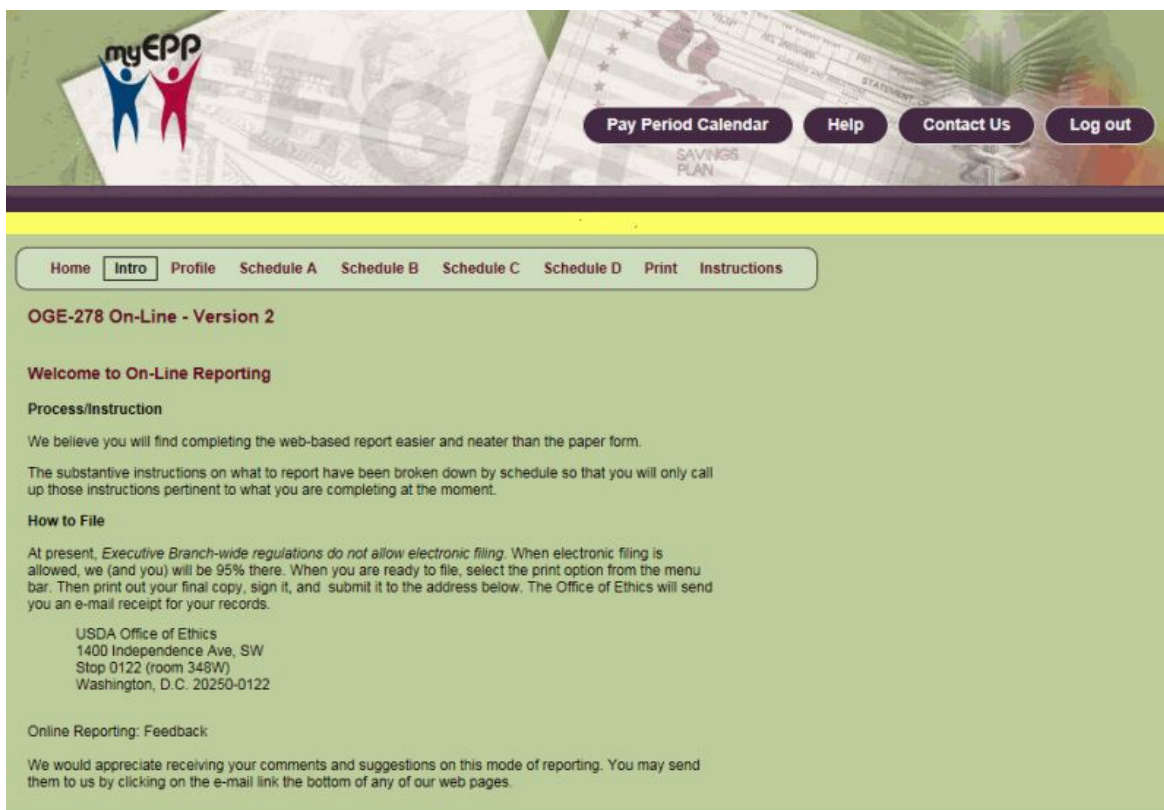 myEPP
Pay Period Calendar Help Contact Us Log out
SAVINGS
PLAN
Home Intro Profile Schedule A Schedule B Schedule C Schedule D Print Instructions
OGE-278 On-Line - Version 2
Welcome to On-Line Reporting
Process/Instruction
We believe you will find completing the web-based report easier and neater than the paper form.
The substantive instructions on what to report have been broken down by schedule so that you will only call
up those instructions pertinent to what you are completing at the moment.
How to File
At present, Executive Branch-wide regulations do not allow electronic filing. When electronic filing is
allowed, we (and you) will be 95% there. When you are ready to file, select the print option from the menu
bar. Then print out your final copy, sign it, and submit it to the address below. The Office of Ethics will send
you an e-mail receipt for your records.
USDA Office of Ethics
1400 Independence Ave, SW
Stop 0122 (room 348W)
Washington, D.C. 20250-0122
Online Reporting: Feedback
We would appreciate receiving your comments and suggestions on this mode of reporting. You may send
them to us by clicking on the e-mail link the bottom of any of our web pages.